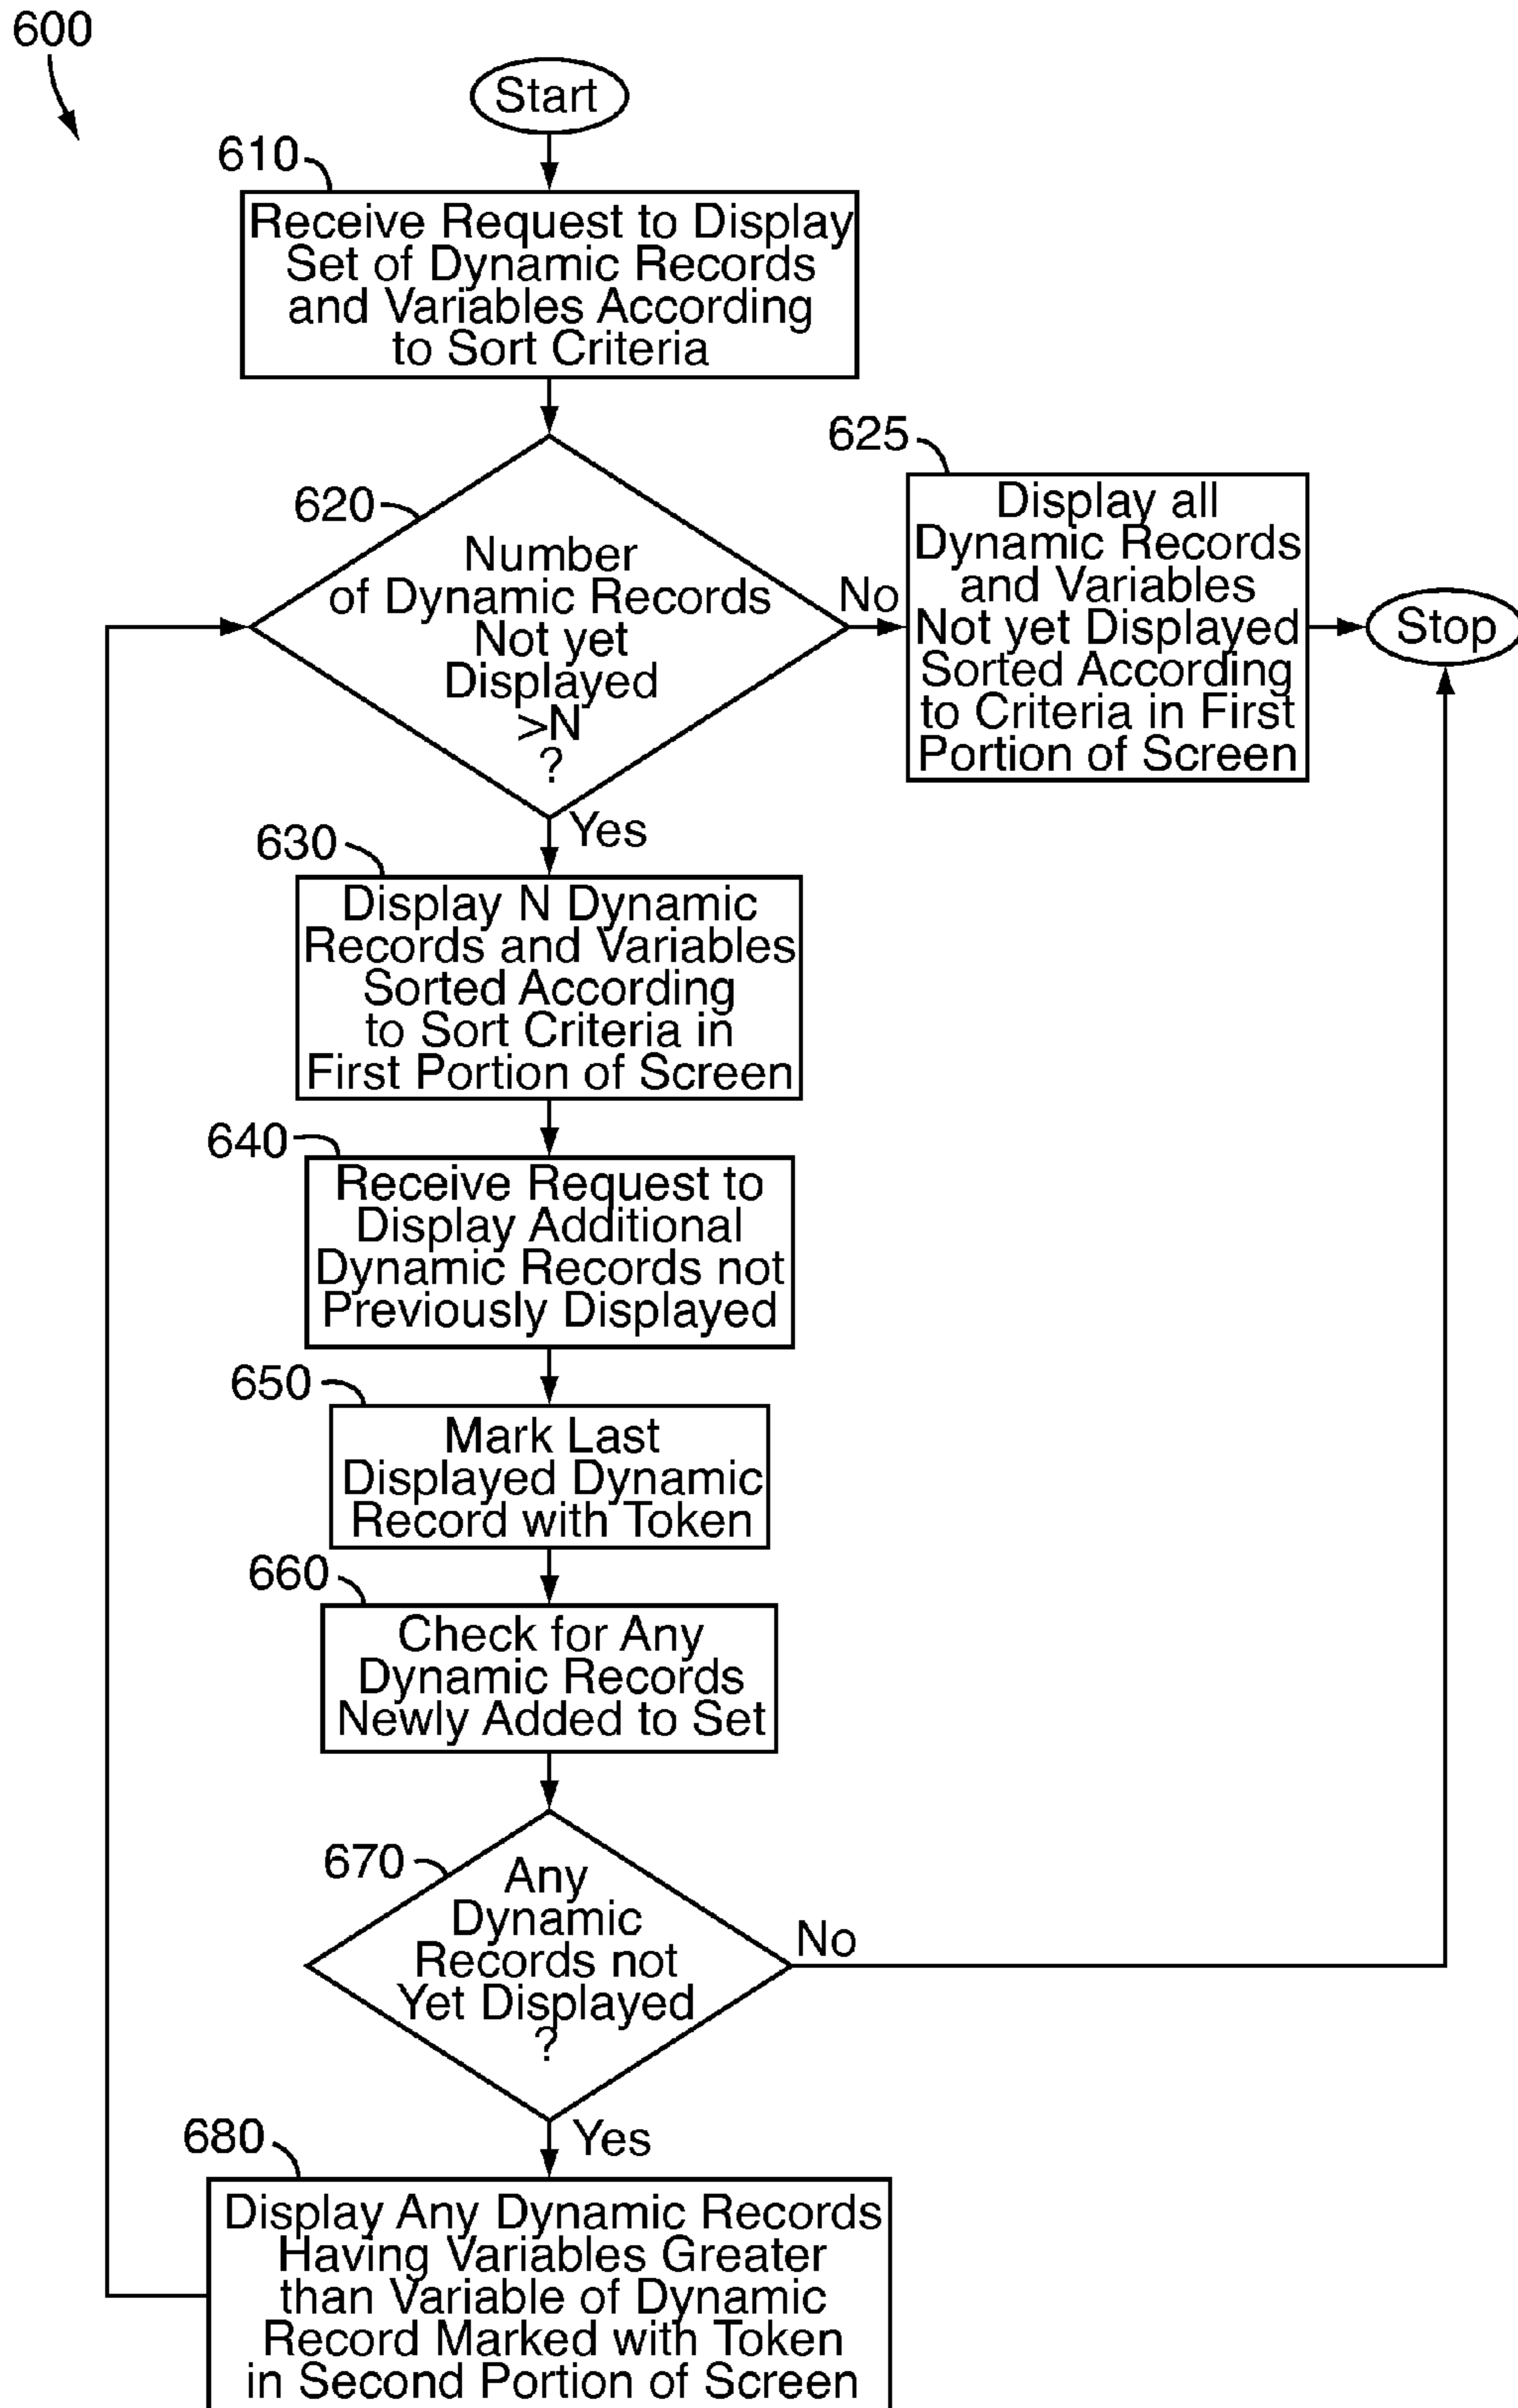 600
Start
610
Receive Request to Display
Set of Dynamic Records
and Variables According
to Sort Criteria
620
Number
of Dynamic Records
Not yet
Displayed
>N
?
No
625
Display all
Dynamic Records
and Variables
Not yet Displayed
Sorted According
to Criteria in First
Portion of Screen
Stop
Yes
630
Display N Dynamic
Records and Variables
Sorted According
to Sort Criteria in
First Portion of Screen
640
Receive Request to
Display Additional
Dynamic Records not
Previously Displayed
650
Mark Last
Displayed Dynamic
Record with Token
660
Check for Any
Dynamic Records
Newly Added to Set
670
Any
Dynamic
Records not
Yet Displayed
?
No
Yes
680
Display Any Dynamic Records
Having Variables Greater
than Variable of Dynamic
Record Marked with Token
in Second Portion of Screen